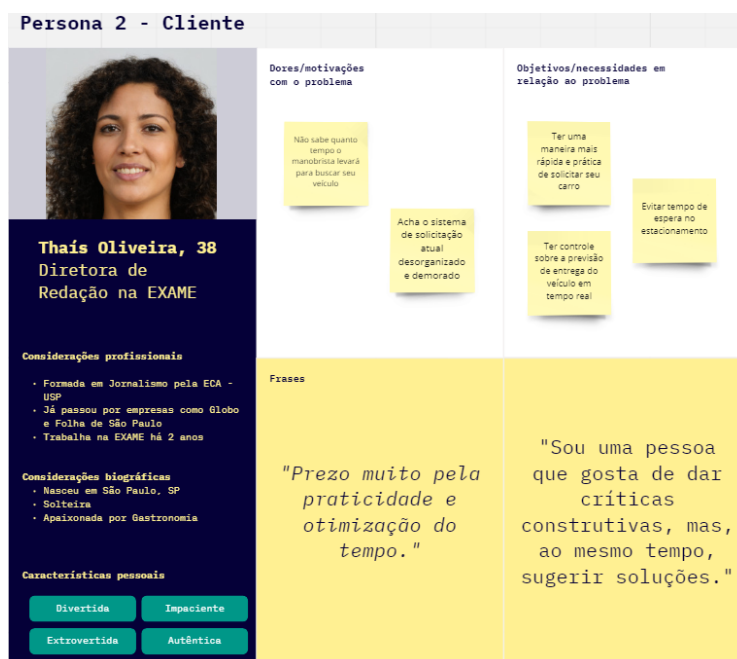 Persona 2 - Cliente
Thaís Oliveira, 38
Diretora de
Redação na EXAME
Considerações profissionais
• Formada em Jornalismo pela ECA -
USP
• Já passou por empresas como Globo
e Folha de São Paulo
• Trabalha na EXAME há 2 anos
Considerações biográficas
• Nasceu em São Paulo, SP
• Solteira
• Apaixonada por Gastronomia
Características pessoais
Divertida
Impaciente
Extrovertida
Autêntica
Dores/motivações
com o problema
Não sabe quanto
tempo o
manobrista levará
para buscar seu
veículo
Acha o sistema
de solicitação
atual
desorganizado
e demorado
Objetivos/necessidades em
relação ao problema
Ter uma
maneira mais
rápida e prática
de solicitar seu
carro
Evitar tempo de
espera no
estacionamento
Ter controle
sobre a previsão
de entrega do
veículo em
tempo real
Frases
"Prezo muito pela
praticidade e
otimização do
tempo."
"Sou uma pessoa
que gosta de dar
críticas
construtivas, mas,
ao mesmo tempo,
sugerir soluções."